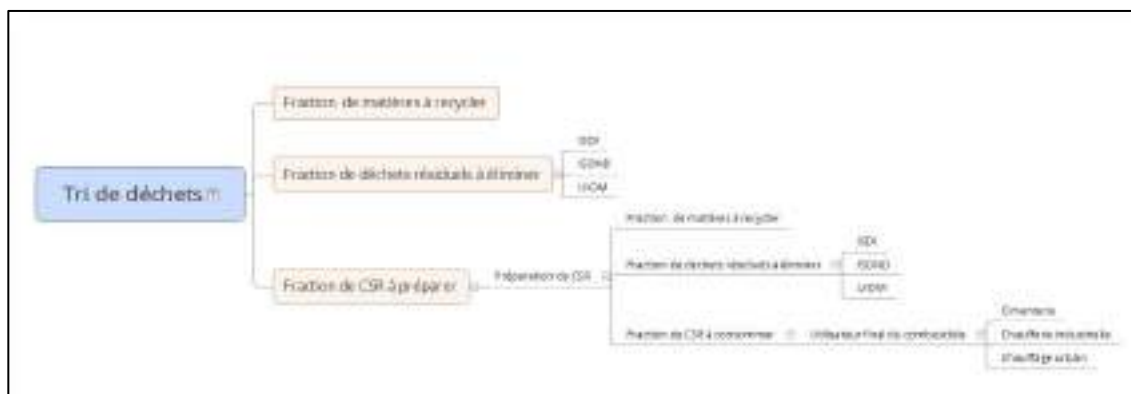 Fraction de matières à recycler
Tri de déchets
Fraction de déchets résiduels à éliminer
ISDI
ISDND
UIOM
Fraction de CSR à préparer
Préparation de CSR
Fraction de matières à recycler
Fraction de déchets résiduels à éliminer
ISDI
ISDND
UIOM
Fraction de CSR à consommer
Utilisateur final du combustible
Cimenterie
Chaufferie industrielle
Chauffage urbain